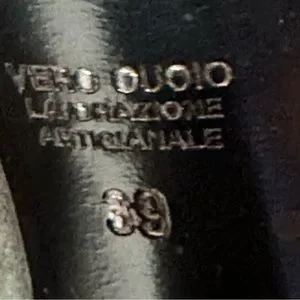 VERO CUOIO
LAVORAZIONE
ARTIGIANALE
39